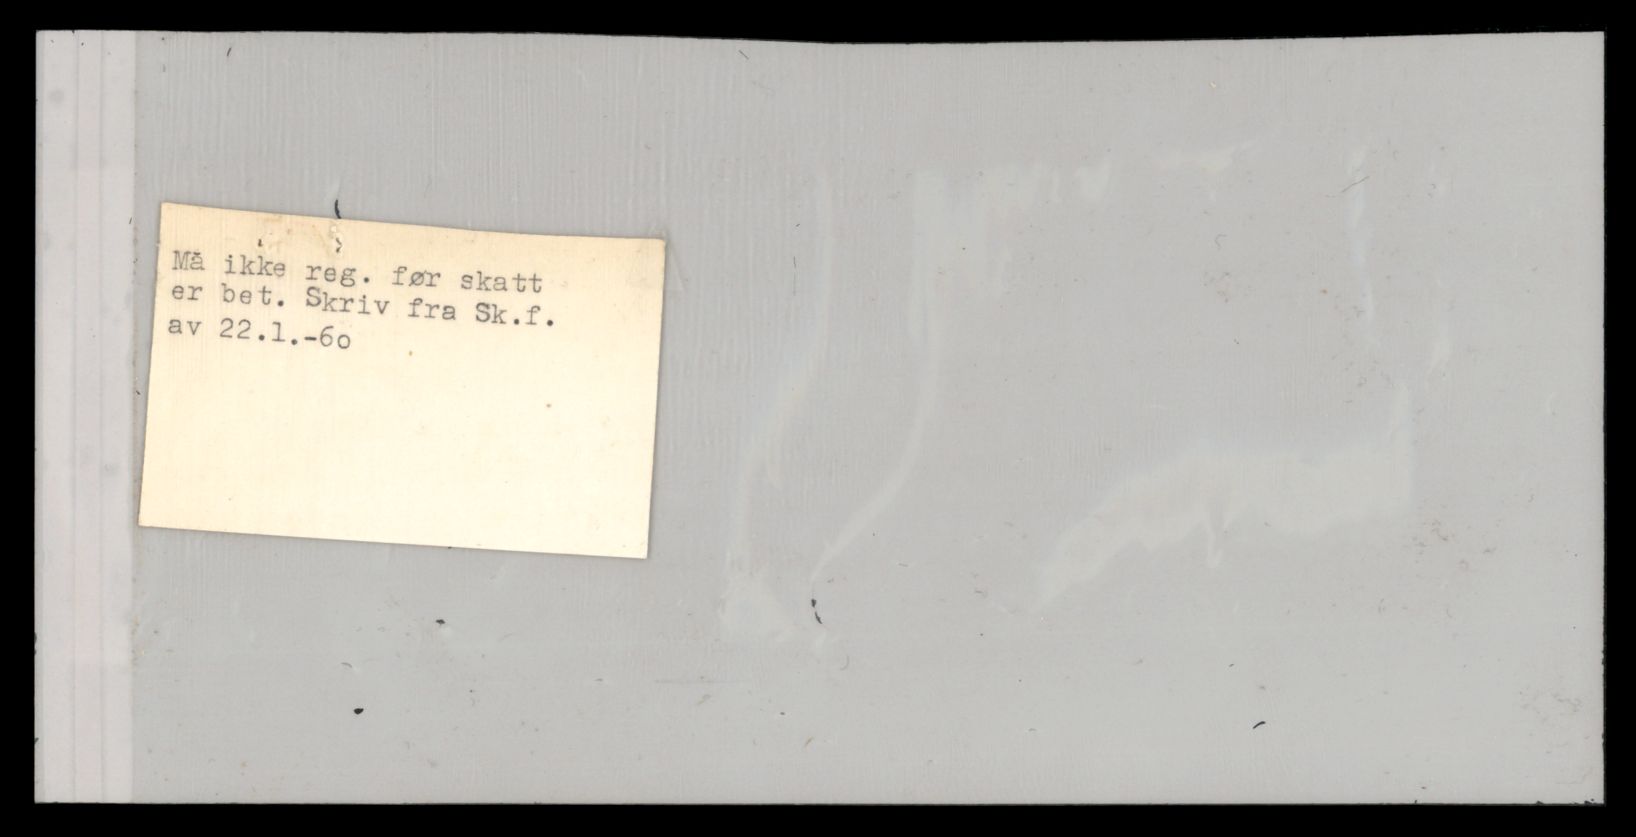 Må ikke reg. før skatt
er bet. Skriv fra Sk.f.
av 22.1.-6o